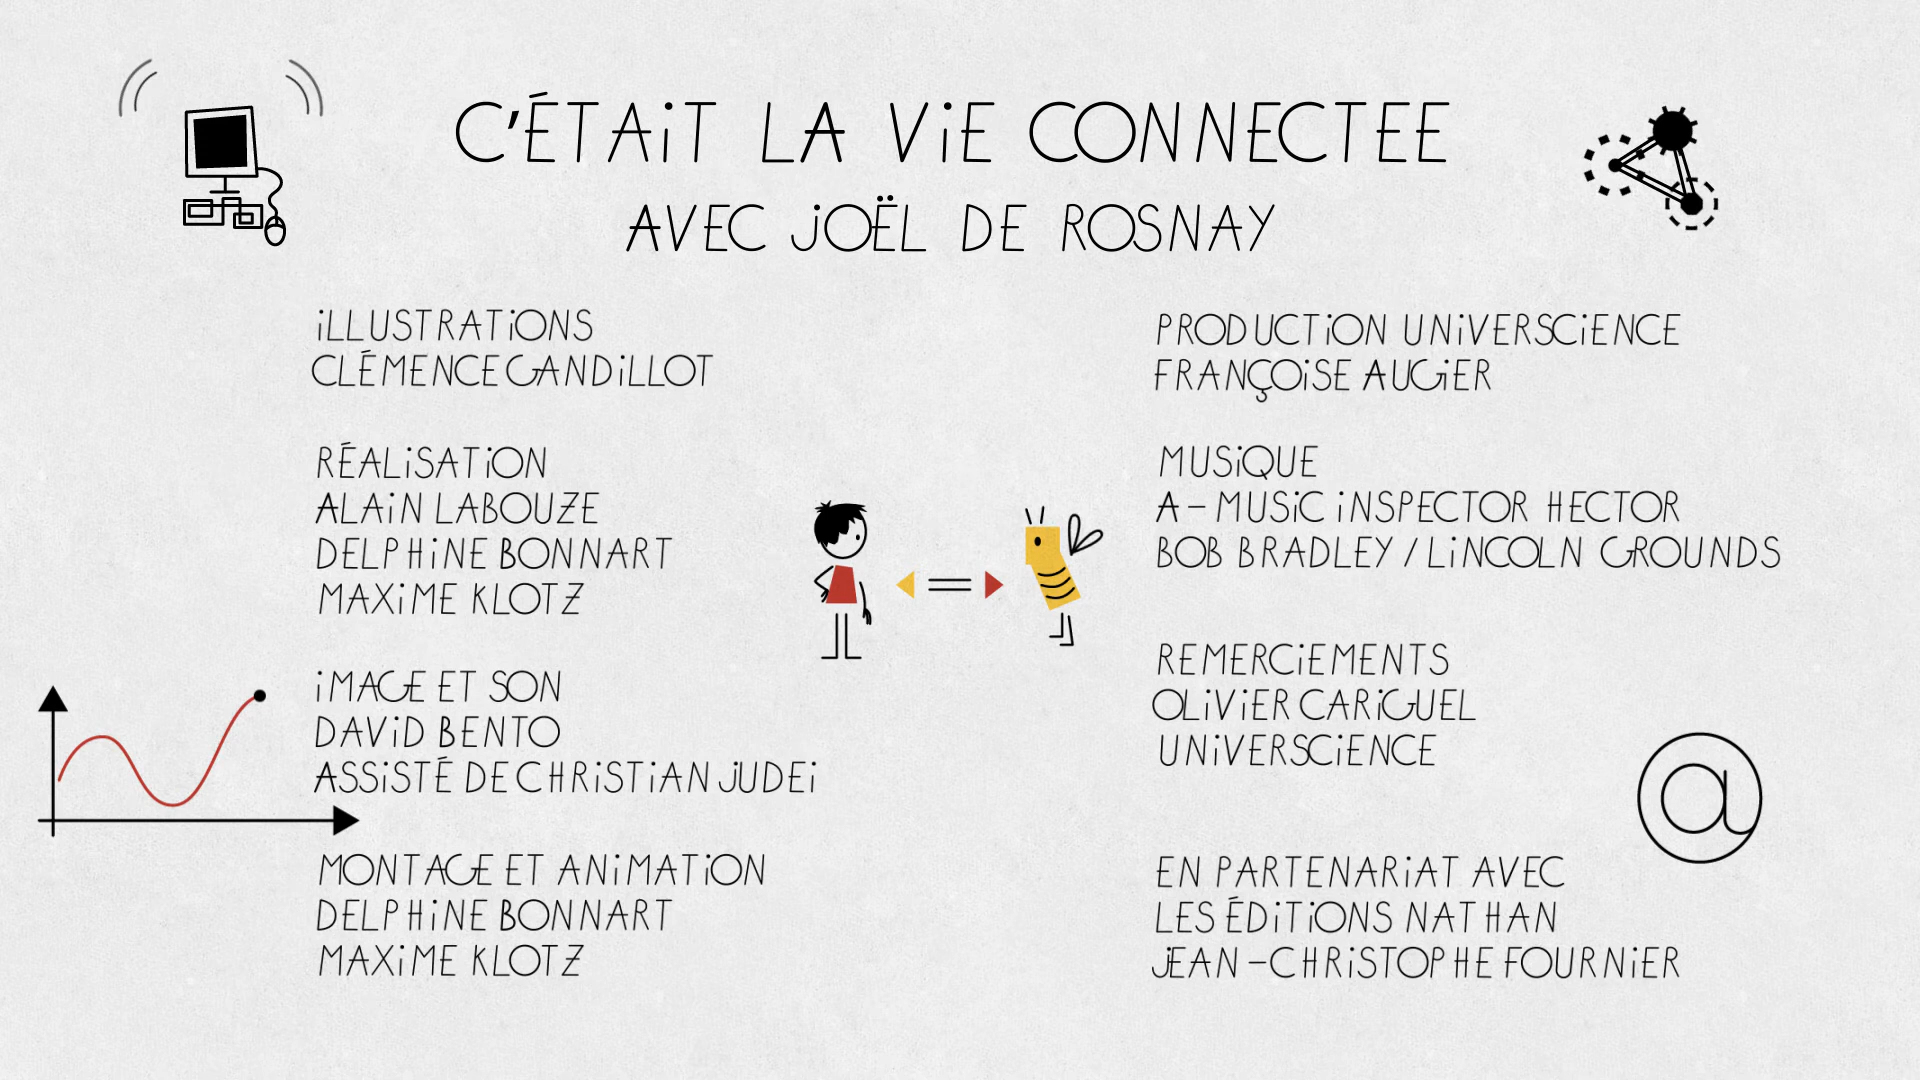 C'ÉTAIT LA VIE CONNECTEE
AVEC JOËL DE ROSNAY
ILLUSTRATIONS
CLÉMENCE GANDILLOT
RÉALISATION
ALAIN LABOUZE
DELPHINE BONNART
MAXIME KLOTZ
IMAGE ET SON
DAVID BENTO
ASSISTÉ DE CHRISTIAN JUDEI
MONTAGE ET ANIMATION
DELPHINE BONNART
MAXIME KLOTZ
PRODUCTION UNIVERSCIENCE
FRANÇOISE AUGIER
MUSIQUE
A-MUSIC INSPECTOR HECTOR
BOB BRADLEY / LINCOLN GROUNDS
REMERCIEMENTS
OLIVIER CARIGUEL
UNIVERSCIENCE
@
EN PARTENARIAT AVEC
LES ÉDITIONS NATHAN
JEAN-CHRISTOPHE FOURNIER